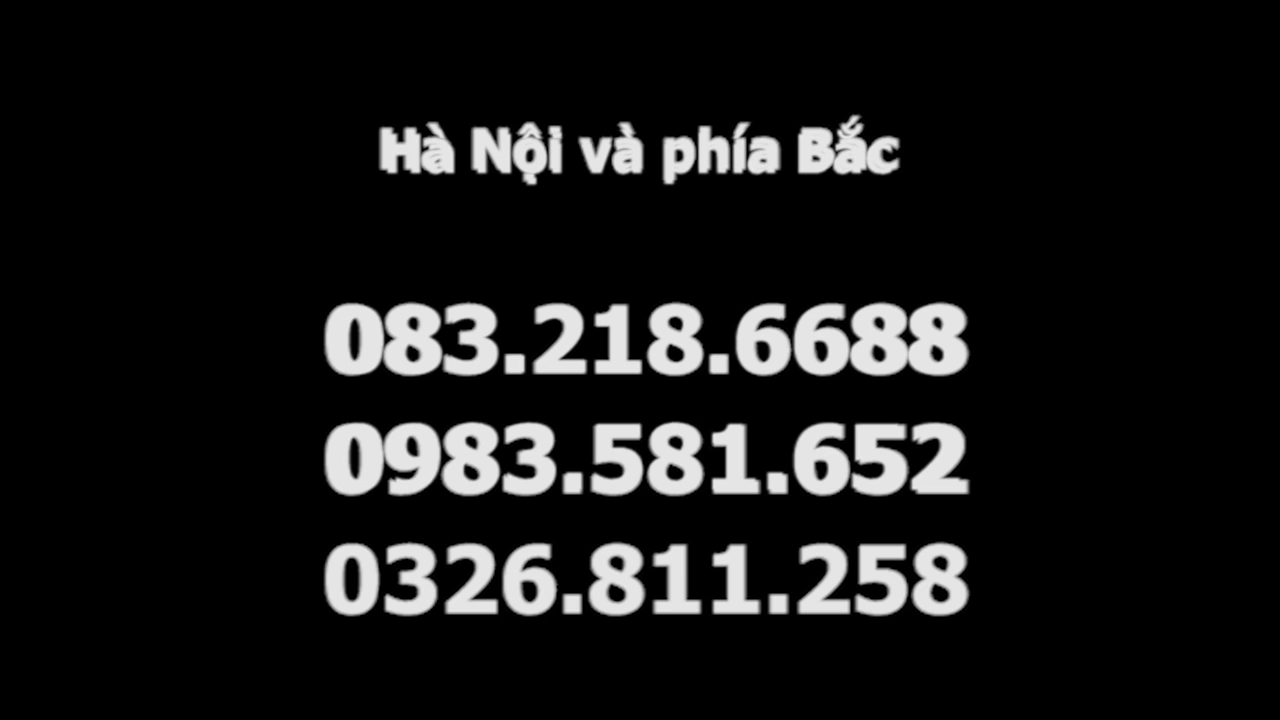 Hà Nội và phía Bắc
083.218.6688
0983.581.652
0326.811.258